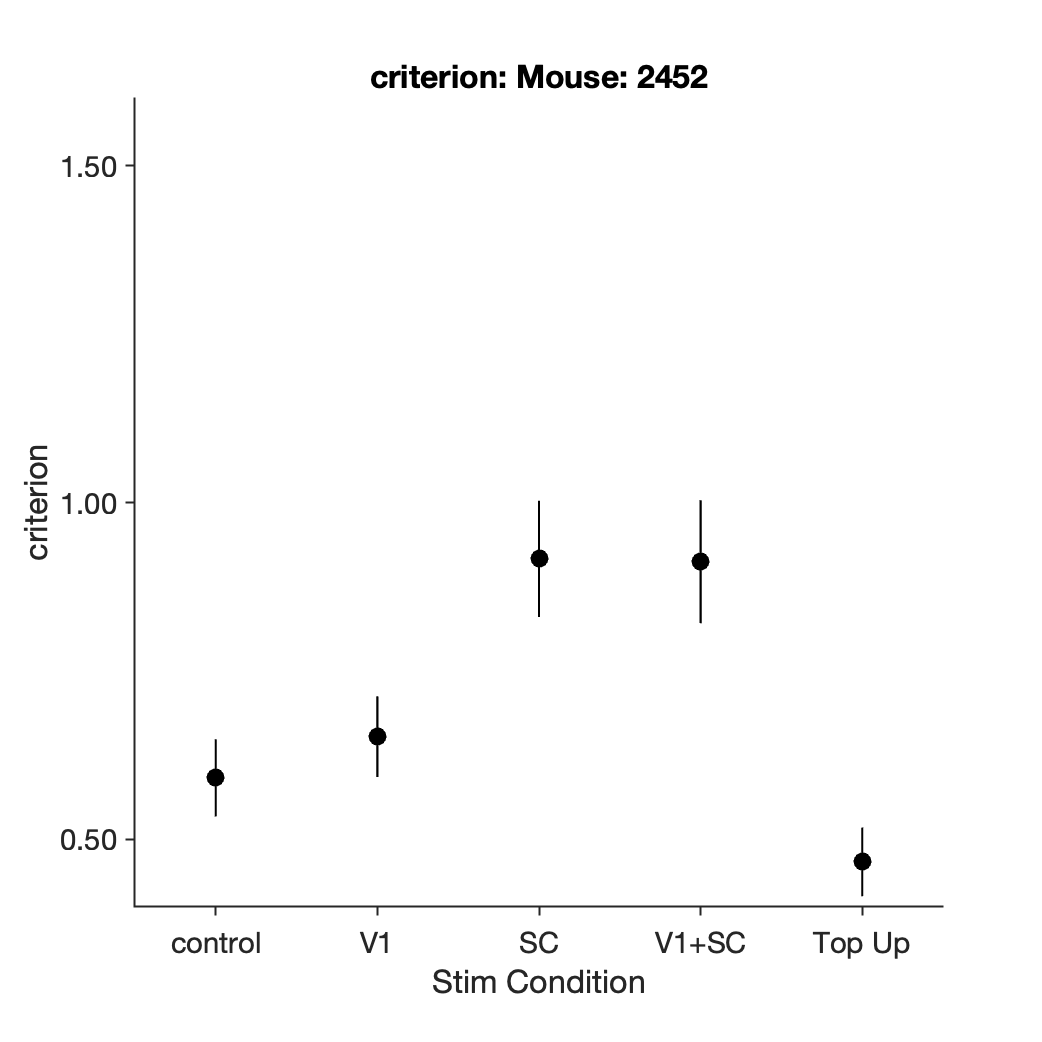 criterion: Mouse: 2452
criterion
1.50
1.00
0.50
control V1 SC V1+SC Top Up
Stim Condition